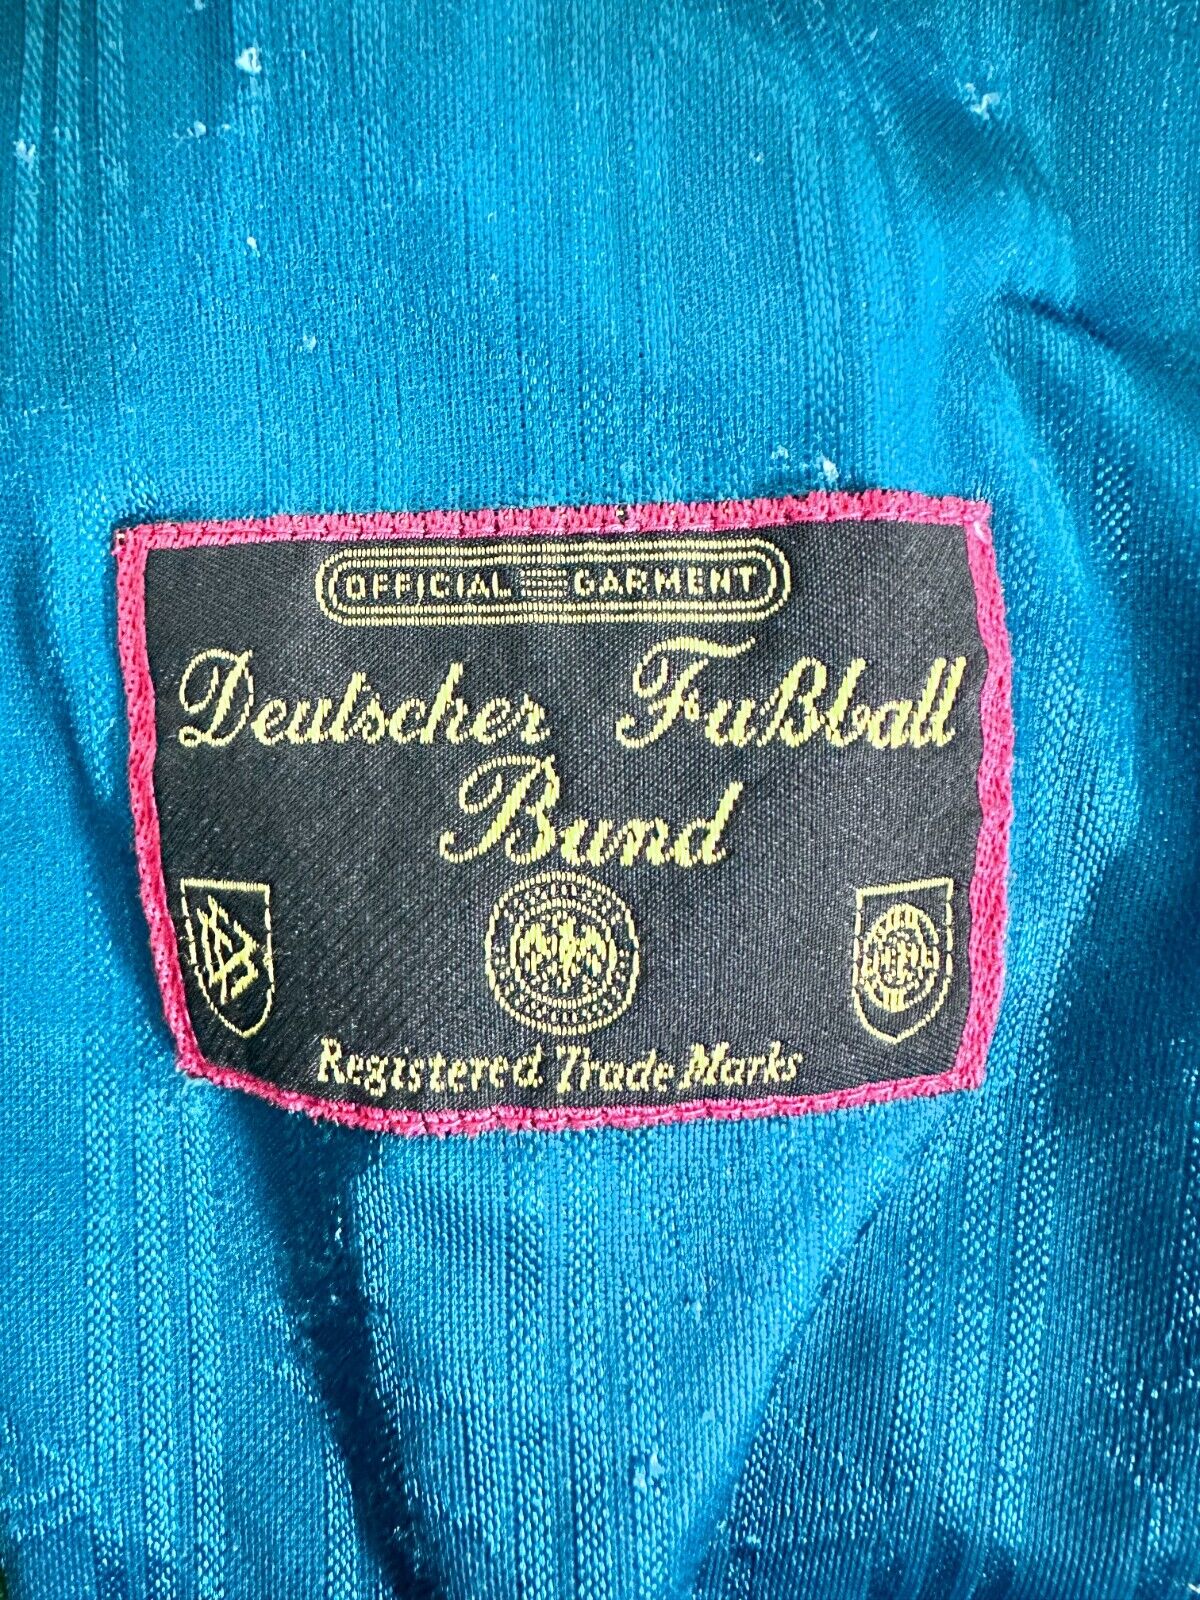 OFFICIAL GARMENT
Deutscher Fußball
Bund
Registered Trade Marks